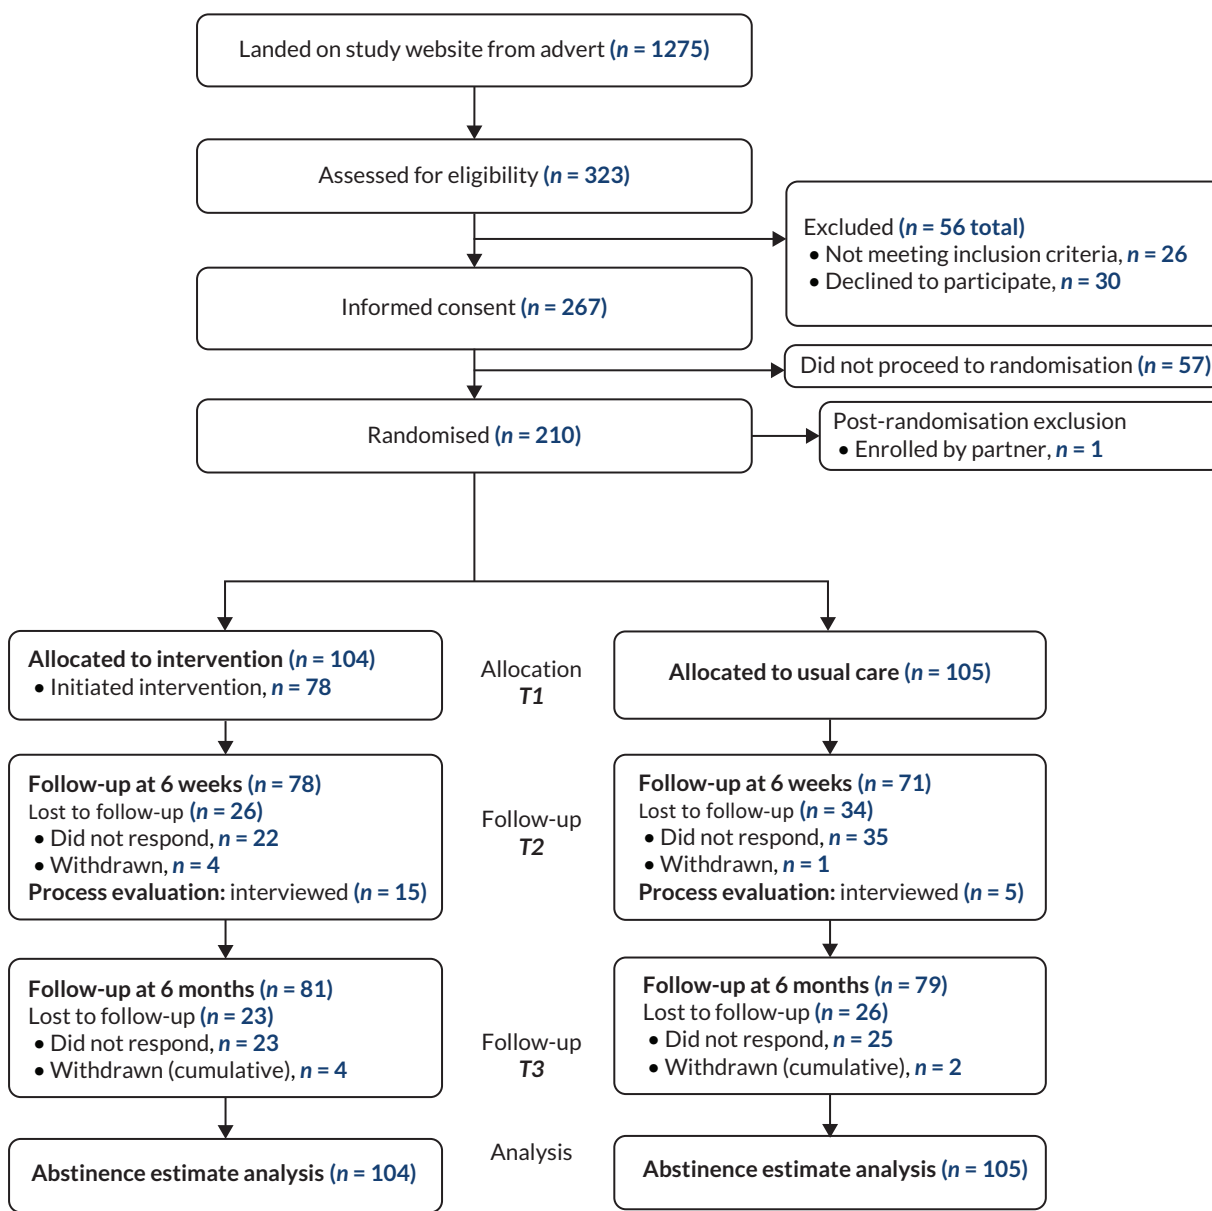 Landed on study website from advert (n = 1275)
Assessed for eligibility (n = 323)
Excluded (n = 56 total)
• Not meeting inclusion criteria, n = 26
• Declined to participate, n = 30
Informed consent (n = 267)
Did not proceed to randomisation (n = 57)
Randomised (n = 210)
Post-randomisation exclusion
• Enrolled by partner, n = 1
Allocated to intervention (n = 104)
• Initiated intervention, n = 78
Allocation
T1
Allocated to usual care (n = 105)
Follow-up at 6 weeks (n = 78)
Lost to follow-up (n = 26)
• Did not respond, n = 22
• Withdrawn, n = 4
Process evaluation: interviewed (n = 15)
Follow-up
T2
Follow-up at 6 weeks (n = 71)
Lost to follow-up (n = 34)
• Did not respond, n = 35
• Withdrawn, n = 1
Process evaluation: interviewed (n = 5)
Follow-up at 6 months (n = 81)
Lost to follow-up (n = 23)
• Did not respond, n = 23
• Withdrawn (cumulative), n = 4
Follow-up
T3
Follow-up at 6 months (n = 79)
Lost to follow-up (n = 26)
• Did not respond, n = 25
• Withdrawn (cumulative), n = 2
Abstinence estimate analysis (n = 104)
Analysis
Abstinence estimate analysis (n = 105)